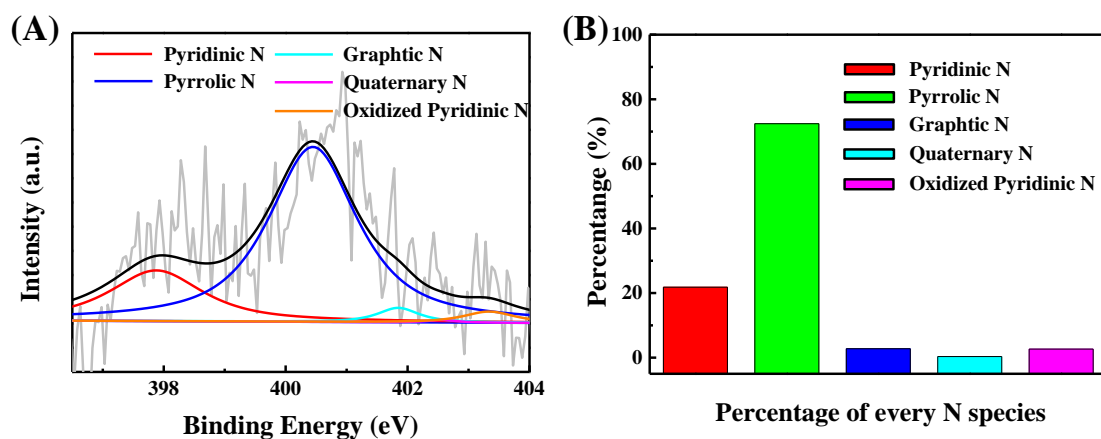 (A)
Pyridinic N
Pyrrolic N
Graphtic N
Quaternary N
Oxidized Pyridinic N
Intensity (a.u.)
398 400 402 404
Binding Energy (eV)
(B)
100
80
60
40
20
0
Percentange (%)
Pyridinic N
Pyrrolic N
Graphtic N
Quaternary N
Oxidized Pyridinic N
Percentage of every N species